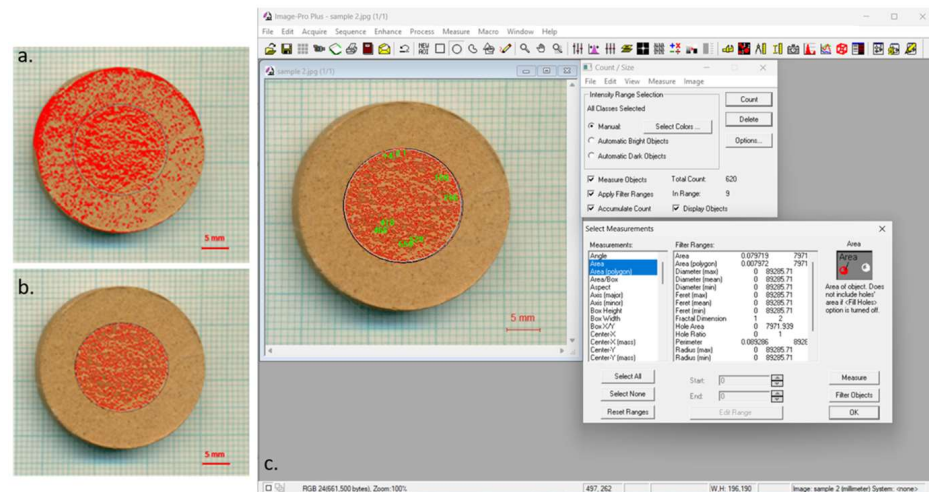 a.
5 mm
b.
5 mm
c.
Image-Pro Plus - sample 2.jpg (1/1)
File Edit Acquire Sequence Enhance Process Measure Macro Window Help
sample 2.jpg (1/1)
5 mm
Count / Size
File Edit View Measure Image
Intensity Range Selection
All Classes Selected
Manual:
Select Colors ...
Automatic Bright Objects
Automatic Dark Objects
Count
Delete
Options...
Measure Objects
Total Count: 620
Apply Filter Ranges
In Range: 9
Accumulate Count
Display Objects
Select Measurements
Measurements:
Angle
Area
Area (polygon)
Area/Box
Aspect
Axis (major)
Axis (minor)
Box Height
Box Width
Box X/Y
Center-X
Center-X (mass)
Center-Y
Center-Y (mass)
Filter Ranges:
Area 0.079719 7971
Area (polygon) 0.007972 7971
Diameter (max) 0 89285.71
Diameter (mean) 0 89285.71
Diameter (min) 0 89285.71
Feret (max) 0 89285.71
Feret (mean) 0 89285.71
Feret (min) 0 89285.71
Fractal Dimension 1 2
Hole Area 0 7971.939
Hole Ratio 0 1
Perimeter 0.089286 8928
Radius (max) 0 89285.71
Radius (min) 0 89285.71
Area
Area
Area of object. Does
not include holes'
area if <Fill Holes>
option is turned off.
Select All
Select None
Reset Ranges
Start: 0
End: 0
Edit Range
Measure
Filter Objects
OK
RGB 24(661,500 bytes), Zoom:100%
497, 262
W,H: 196,190
Image: sample 2 (millimeter) System: <none>